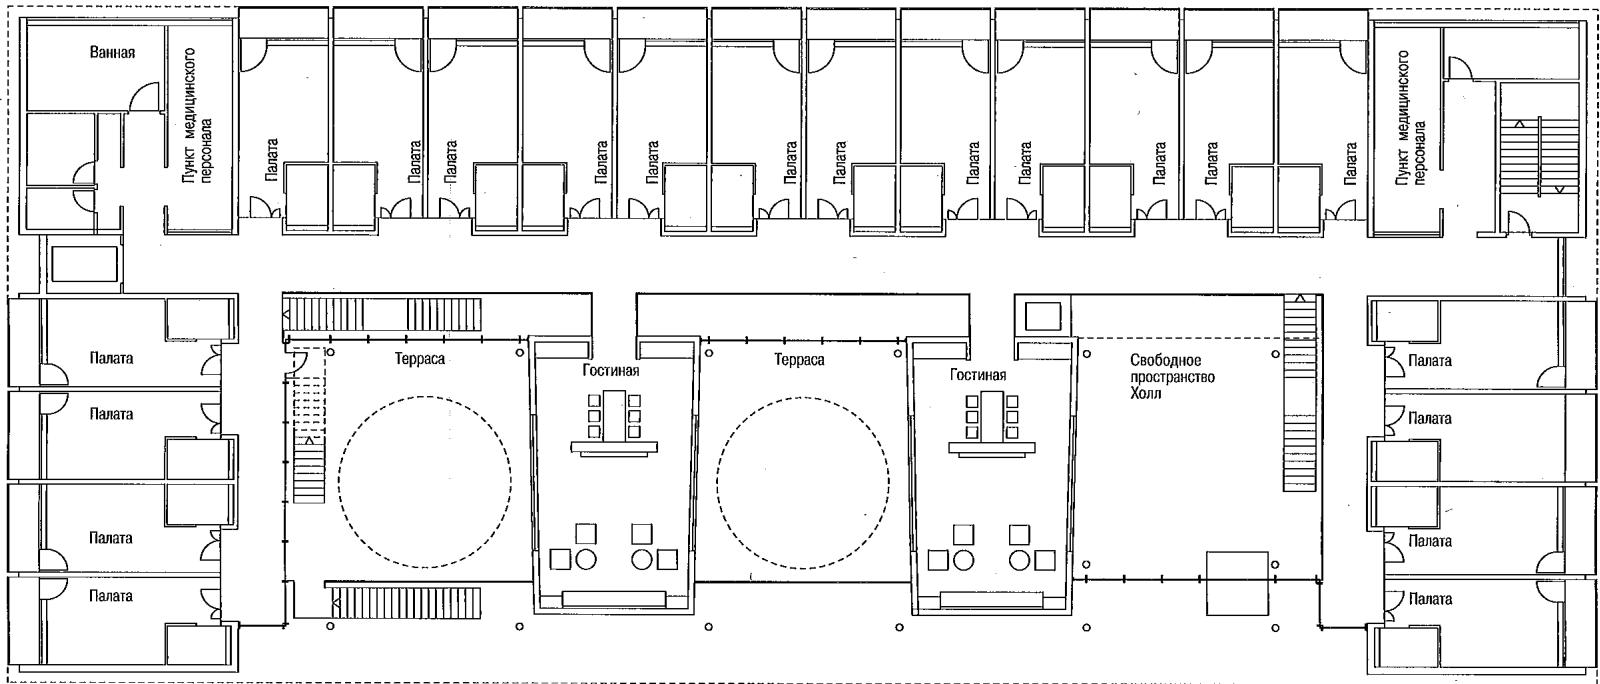 Ванная
Пункт медицинского
персонала
Палата
Палата
Палата
Палата
Палата
Палата
Палата
Палата
Палата
Палата
Палата
Палата
Пункт медицинского
персонала
Палата
Палата
Палата
Палата
Терраса
Гостиная
Терраса
Гостиная
Свободное
пространство
Холл
Палата
Палата
Палата
Палата